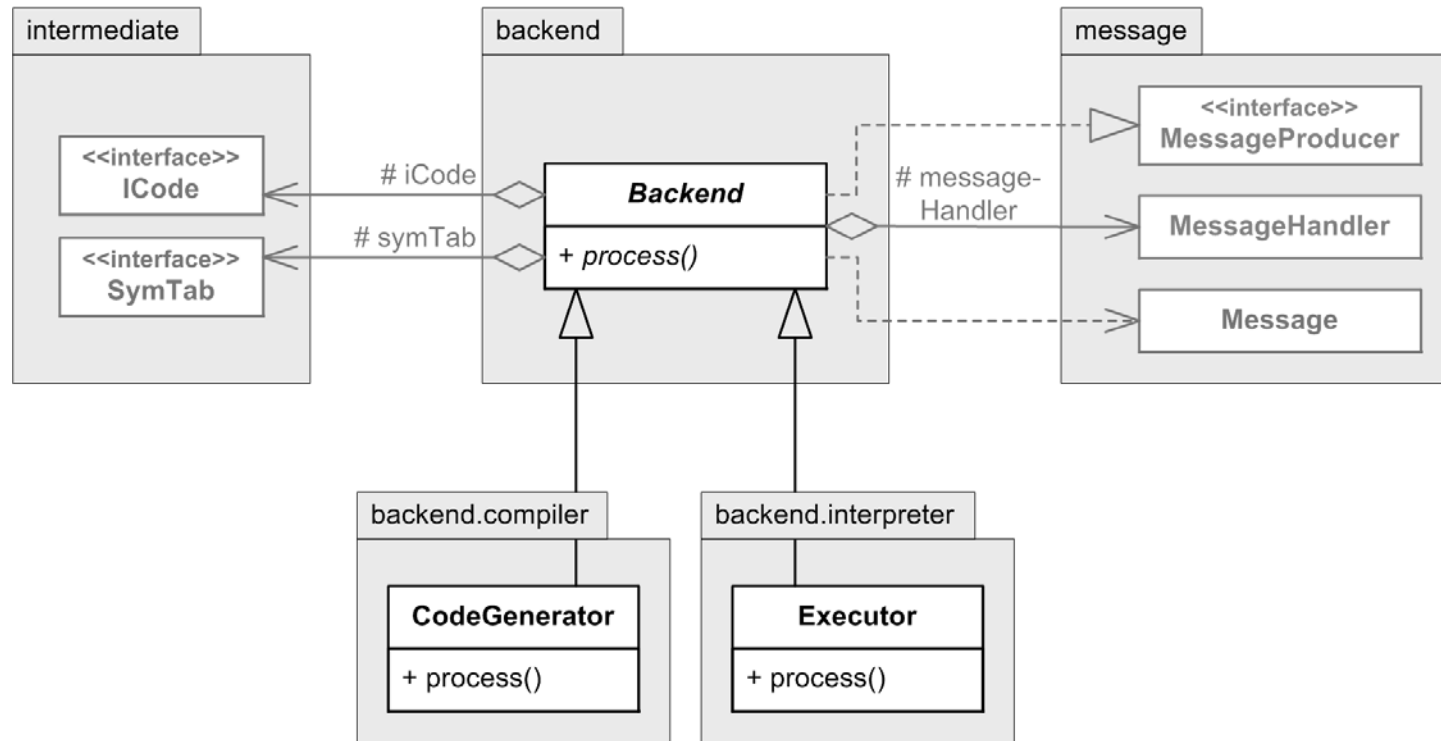 intermediate
<<interface>>
ICode
<<interface>>
SymTab
# iCode
# symTab
backend
Backend
+ process()
# message-
Handler
message
<<interface>>
MessageProducer
MessageHandler
Message
backend.compiler
CodeGenerator
+ process()
backend.interpreter
Executor
+ process()